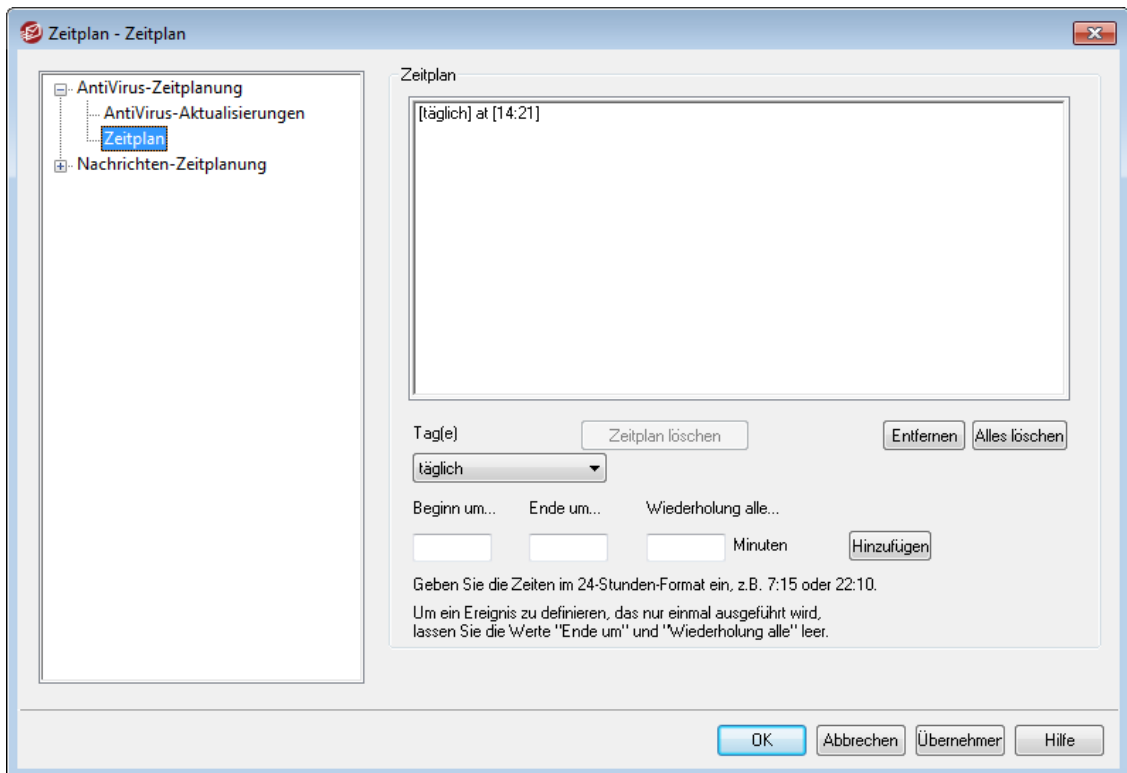 Zeitplan - Zeitplan
AntiVirus-Zeitplanung
AntiVirus-Aktualisierungen
Zeitplan
Nachrichten-Zeitplanung
Zeitplan
[täglich] at [14:21]
Tag(e)
Zeitplan löschen
Entfernen
Alles löschen
täglich
Beginn um...
Ende um...
Wiederholung alle...
Minuten
Hinzufügen
Geben Sie die Zeiten im 24-Stunden-Format ein, z.B. 7:15 oder 22:10.
Um ein Ereignis zu definieren, das nur einmal ausgeführt wird,
lassen Sie die Werte "Ende um" und "Wiederholung alle" leer.
OK
Abbrechen
Übernehmer
Hilfe